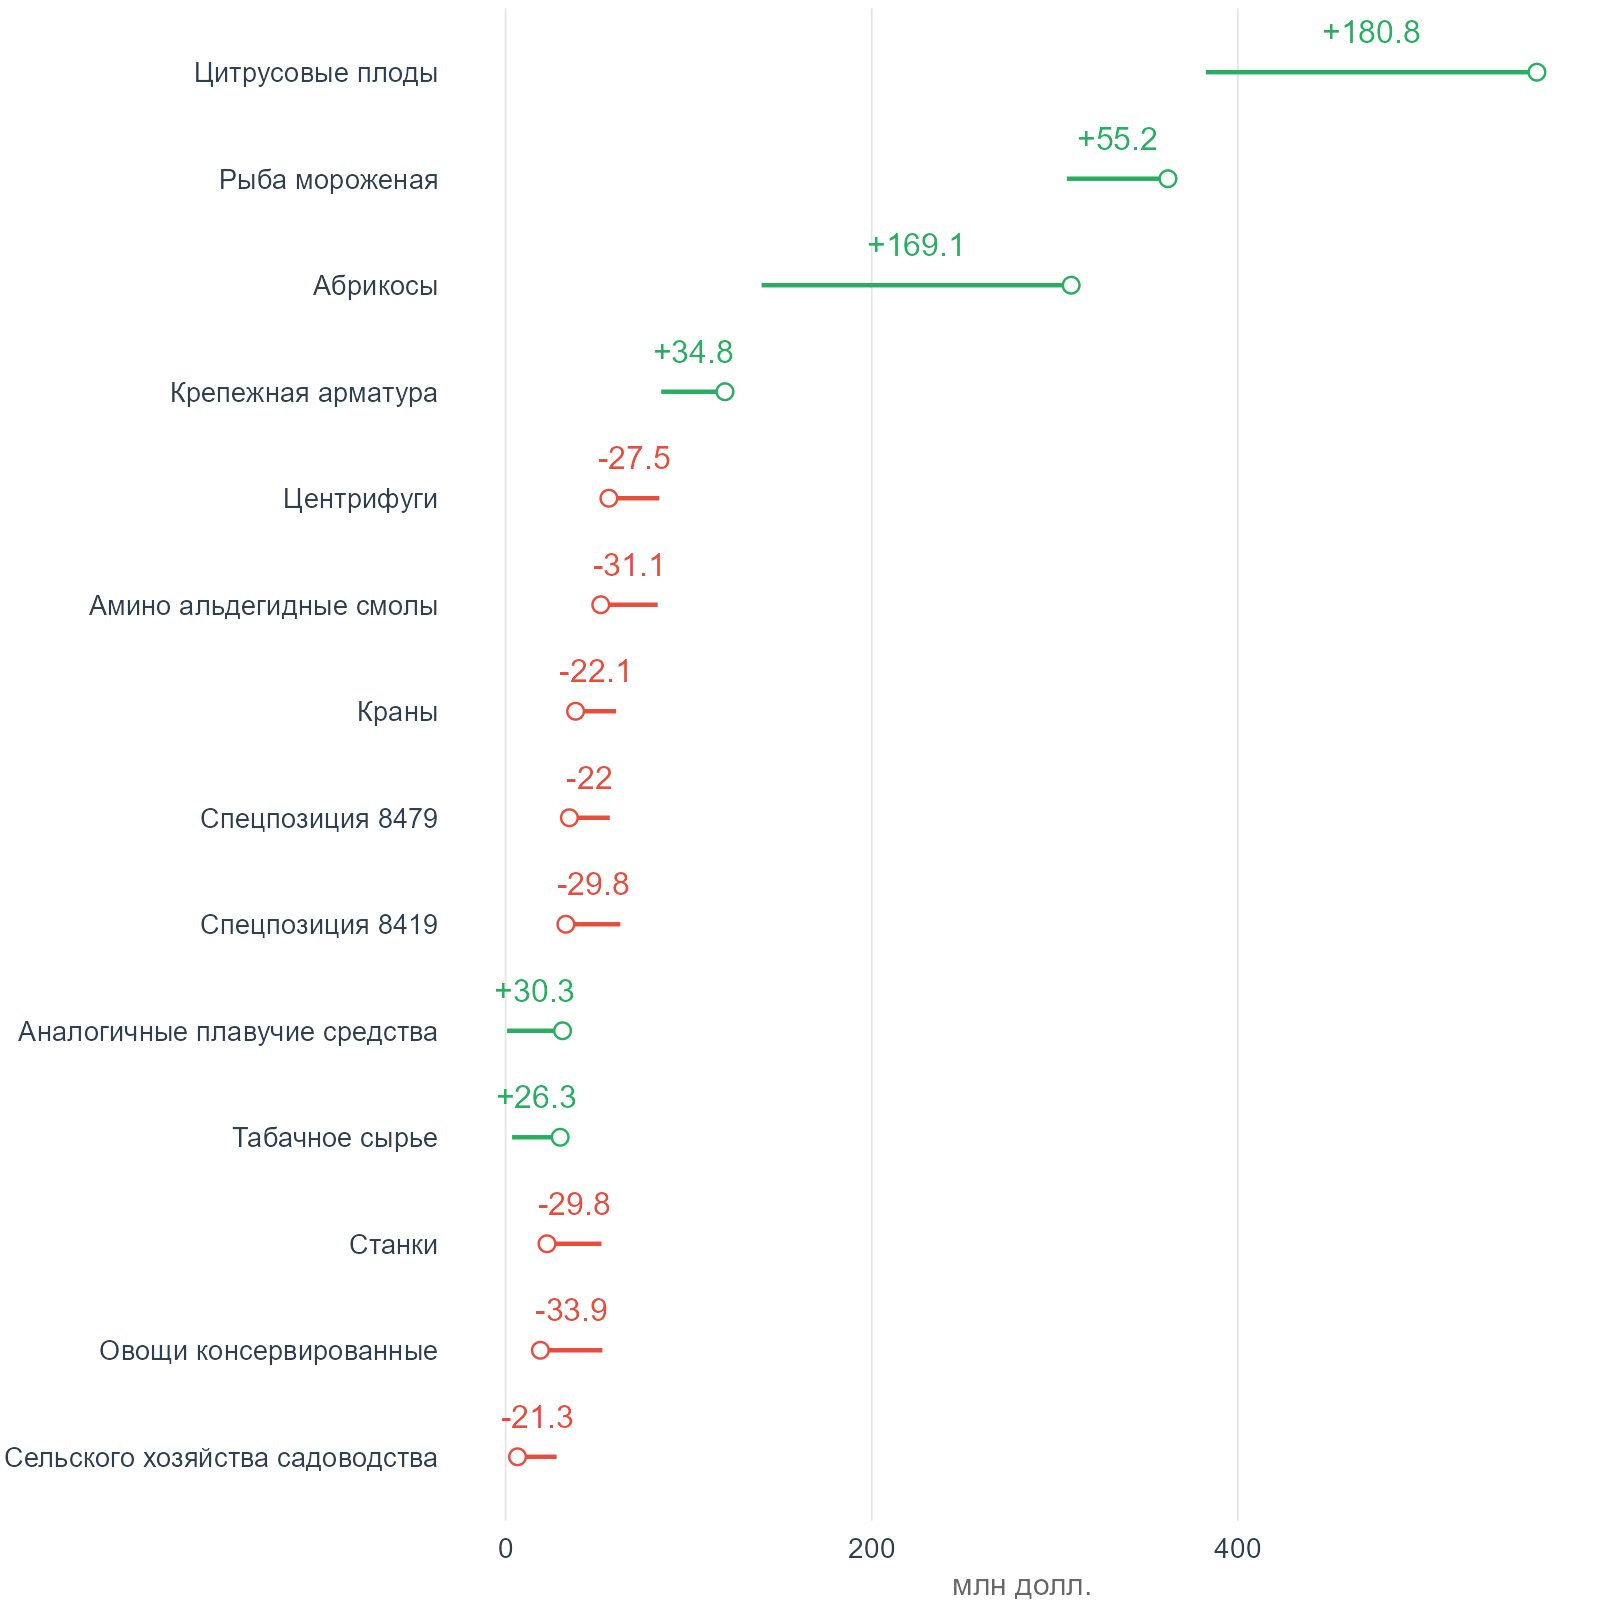 +180.8
Цитрусовые плоды
+55.2
Рыба мороженая
+169.1
Абрикосы
+34.8
Крепежная арматура
-27.5
Центрифуги
-31.1
Амино альдегидные смолы
-22.1
Краны
-22
Спецпозиция 8479
-29.8
Спецпозиция 8419
+30.3
Аналогичные плавучие средства
+26.3
Табачное сырье
-29.8
Станки
-33.9
Овощи консервированные
-21.3
Сельского хозяйства садоводства
0 200 400
млн долл.